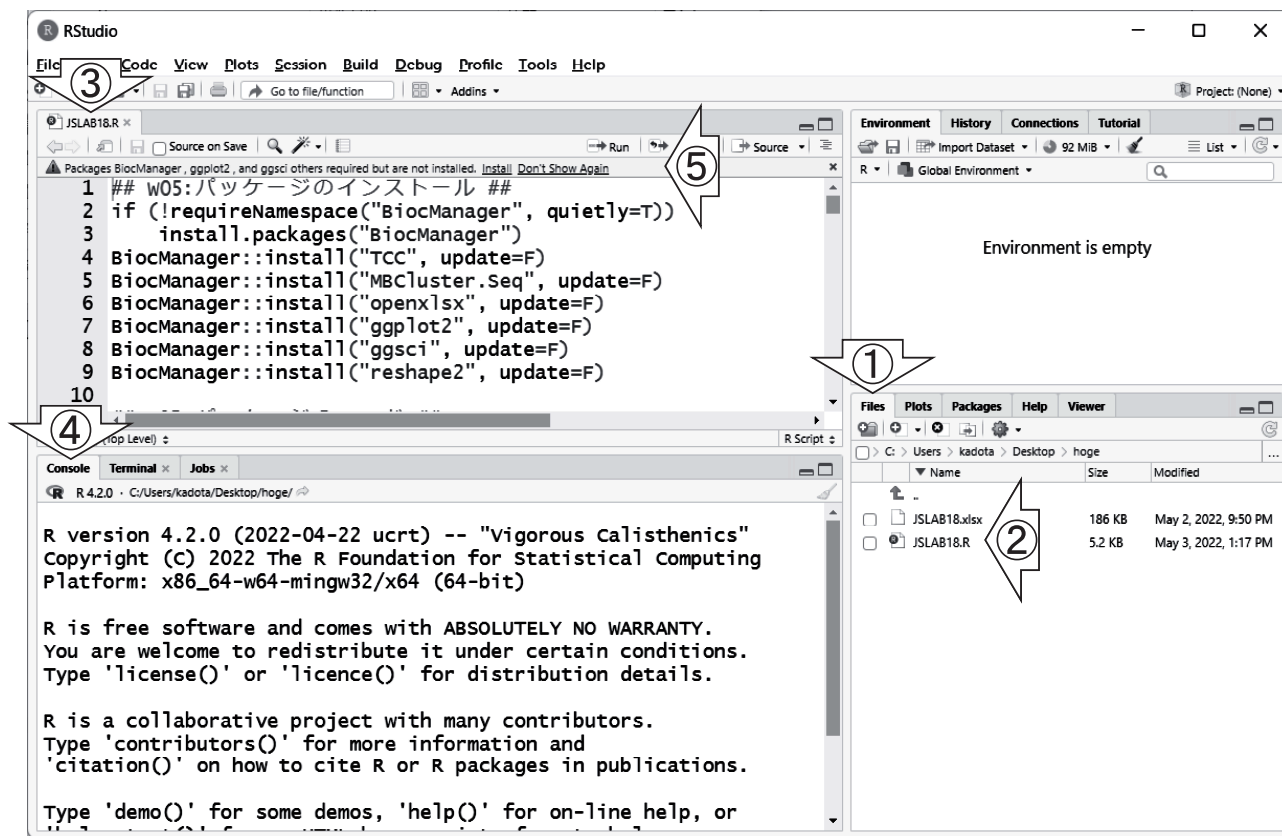 RStudio
File Code View Plots Session Build Debug Profile Tools Help
③
Go to file/function
Addins
Project: (None)
JSLAB18.R
Source on Save
Run
Source
⑤
Packages BiocManager , ggplot2 , and ggsci others required but are not installed. Install Don't Show Again
1 ## W05:パッケージのインストール ##
2 if (!requireNamespace("BiocManager", quietly=T))
3 install.packages("BiocManager")
4 BiocManager::install("TCC", update=F)
5 BiocManager::install("MBCluster.Seq", update=F)
6 BiocManager::install("openxlsx", update=F)
7 BiocManager::install("ggplot2", update=F)
8 BiocManager::install("ggsci", update=F)
9 BiocManager::install("reshape2", update=F)
10
④
(Top Level)
R Script
Console Terminal Jobs
R 4.2.0 · C:/Users/kadota/Desktop/hoge/
R version 4.2.0 (2022-04-22 ucrt) -- "Vigorous Calisthenics"
Copyright (C) 2022 The R Foundation for Statistical Computing
Platform: x86_64-w64-mingw32/x64 (64-bit)
R is free software and comes with ABSOLUTELY NO WARRANTY.
You are welcome to redistribute it under certain conditions.
Type 'license()' or 'licence()' for distribution details.
R is a collaborative project with many contributors.
Type 'contributors()' for more information and
'citation()' on how to cite R or R packages in publications.
Type 'demo()' for some demos, 'help()' for on-line help, or
Environment History Connections Tutorial
Import Dataset 92 MiB List
R Global Environment
Environment is empty
①
Files Plots Packages Help Viewer
C: > Users > kadota > Desktop > hoge ...
Name Size Modified
..
JSLAB18.xlsx 186 KB May 2, 2022, 9:50 PM
JSLAB18.R 5.2 KB May 3, 2022, 1:17 PM
②